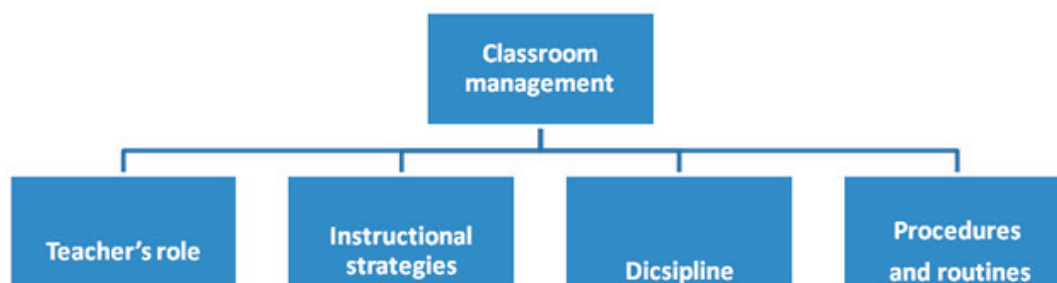 Classroom
management
Teacher's role
Instructional
strategies
Dicsipline
Procedures
and routines